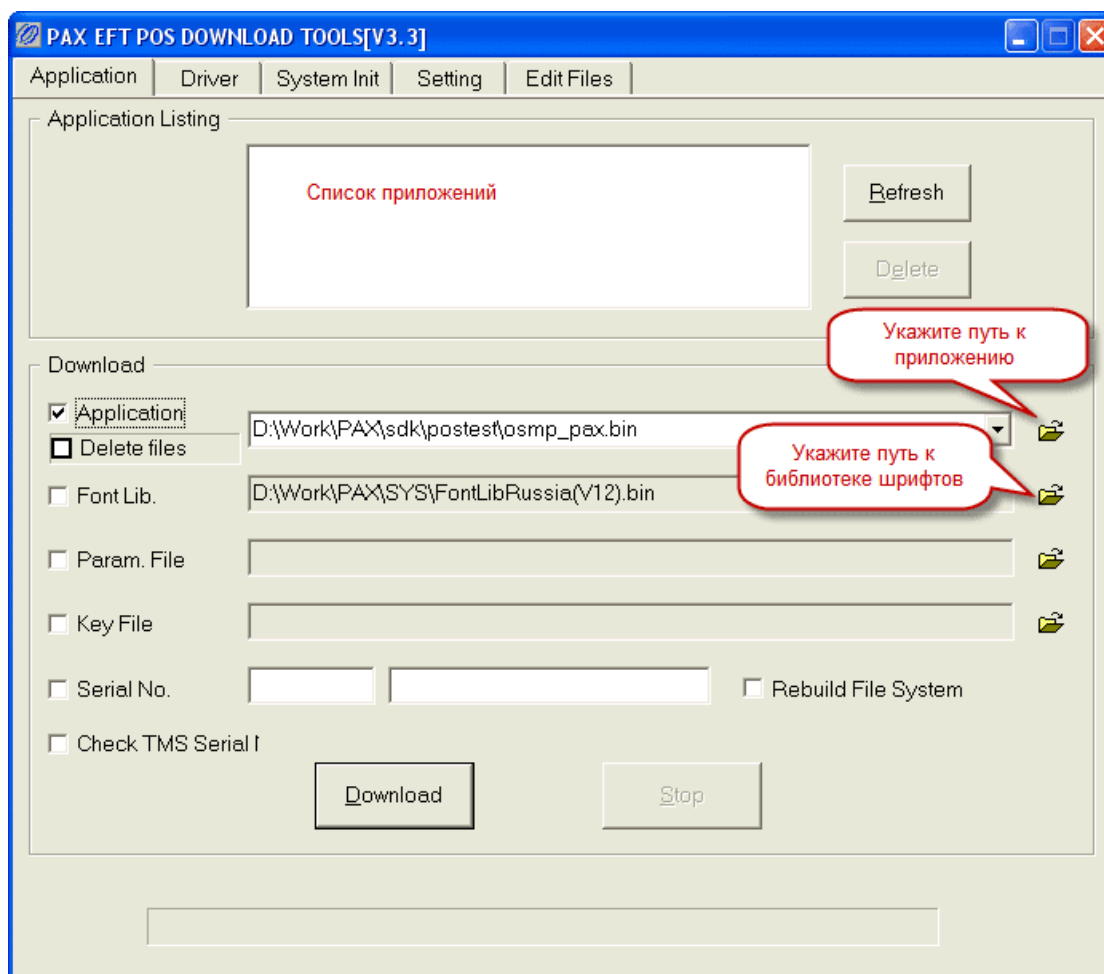 PAX EFT POS DOWNLOAD TOOLS[V3.3]
Application Driver System Init Setting Edit Files
Application Listing
Список приложений
Refresh
Delete
Укажите путь к
приложению
Download
Application
D:\Work\PAX\sdk\postest\osmp_pax.bin
Delete files
Укажите путь к
библиотеке шрифтов
Font Lib.
D:\Work\PAX\SYS\FontLibRussia(V12).bin
Param. File
Key File
Serial No.
Rebuild File System
Check TMS Serial
Download
Stop